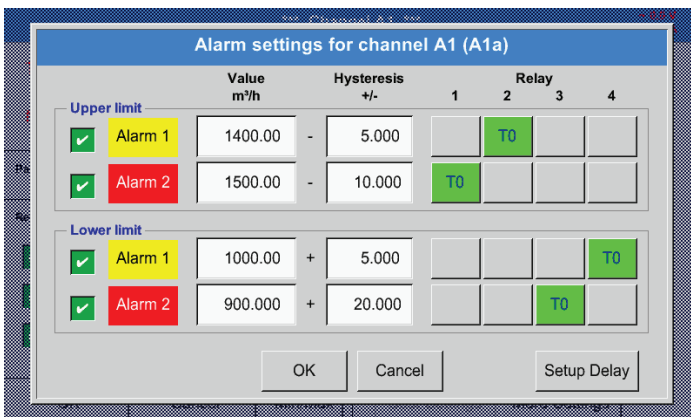 *** Channel A1 ***
Alarm settings for channel A1 (A1a)
Value Hysteresis Relay
m³/h +/- 1 2 3 4
Upper limit
Alarm 1 1400.00 - 5.000 T0
Alarm 2 1500.00 - 10.000 T0
Lower limit
Alarm 1 1000.00 + 5.000 T0
Alarm 2 900.000 + 20.000 T0
OK Cancel Setup Delay